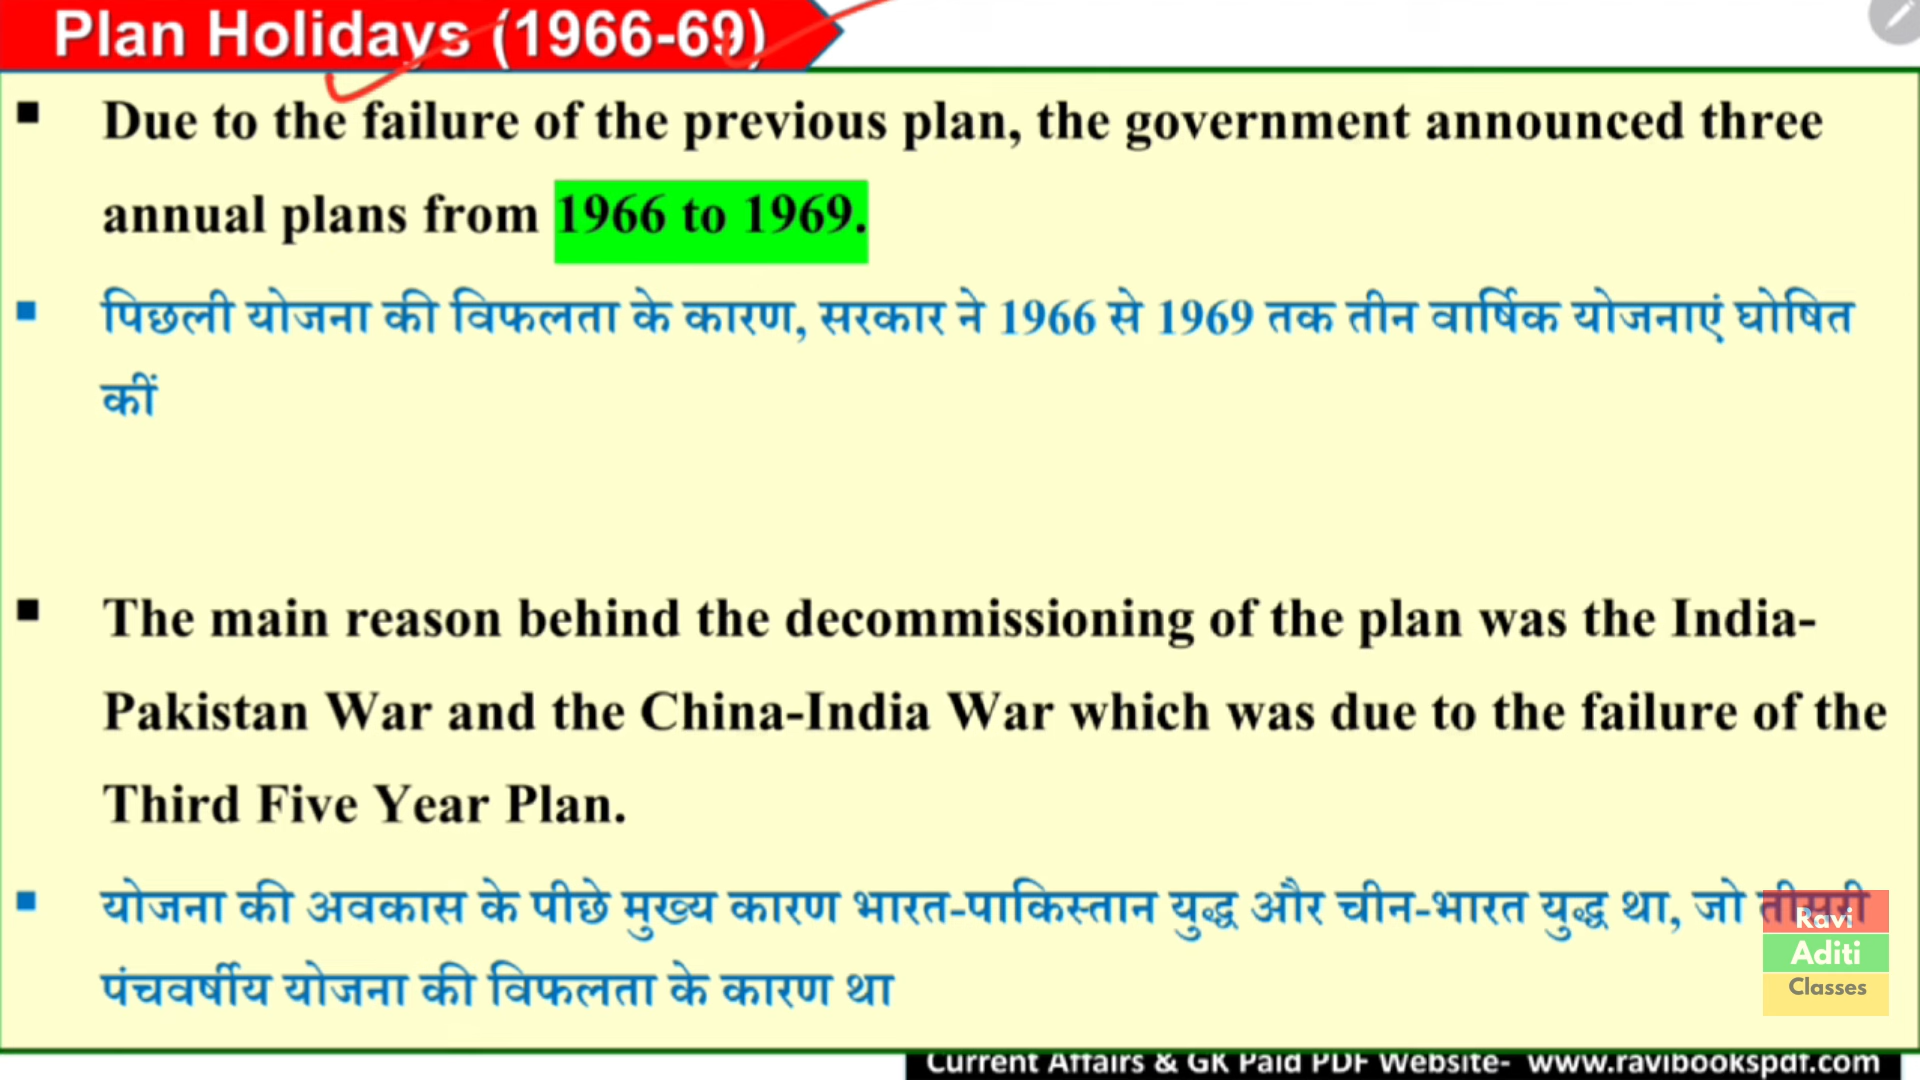 Plan Holidays (1966-69)
▪ Due to the failure of the previous plan, the government announced three
annual plans from 1966 to 1969.
▪ पिछली योजना की विफलता के कारण, सरकार ने 1966 से 1969 तक तीन वार्षिक योजनाएं घोषित
कीं
▪ The main reason behind the decommissioning of the plan was the India-
Pakistan War and the China-India War which was due to the failure of the
Third Five Year Plan.
▪ योजना की अवकास के पीछे मुख्य कारण भारत-पाकिस्तान युद्ध और चीन-भारत युद्ध था, जो तीसरी
पंचवर्षीय योजना की विफलता के कारण था
Ravi
Aditi
Classes
Current Affairs & GK Paid PDF Website- www.ravibookspdf.com